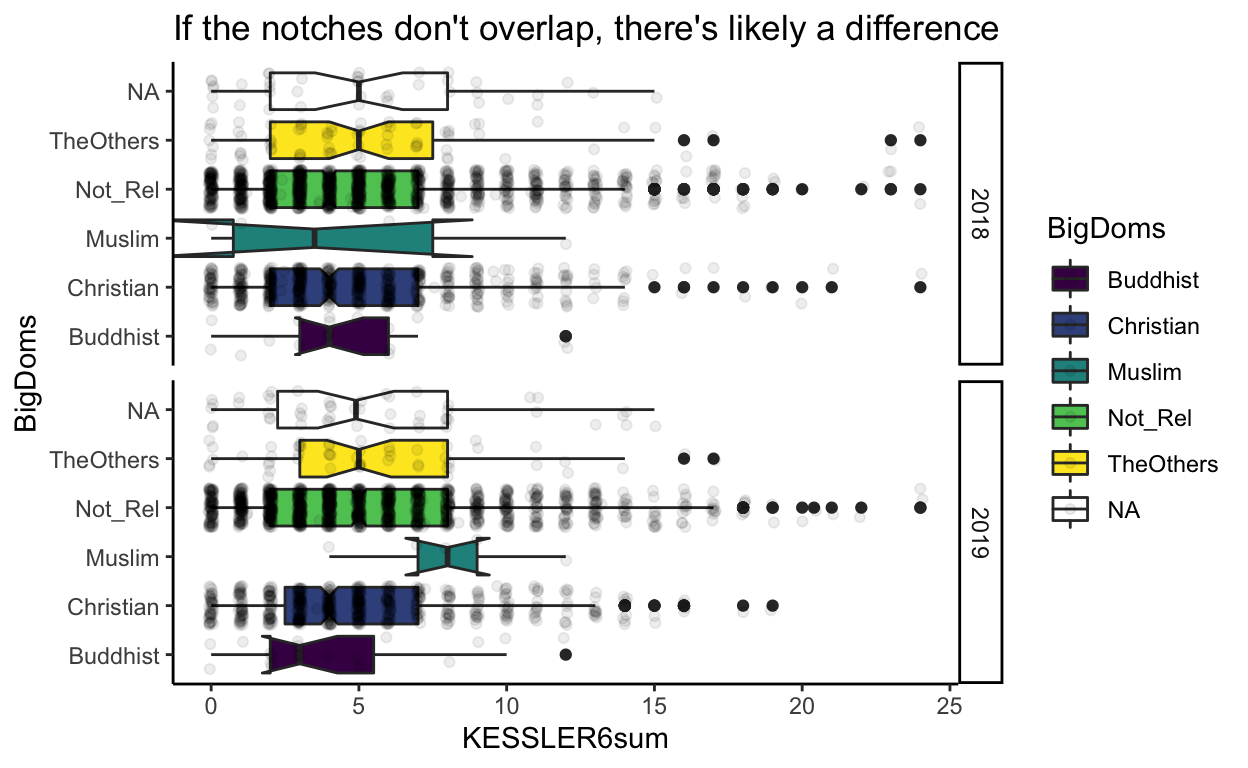 If the notches don't overlap, there's likely a difference
BigDoms
NA
TheOthers
Not_Rel
Muslim
Christian
Buddhist
2018
NA
TheOthers
Not_Rel
Muslim
Christian
Buddhist
2019
0 5 10 15 20 25
KESSLER6sum
BigDoms
Buddhist
Christian
Muslim
Not_Rel
TheOthers
NA